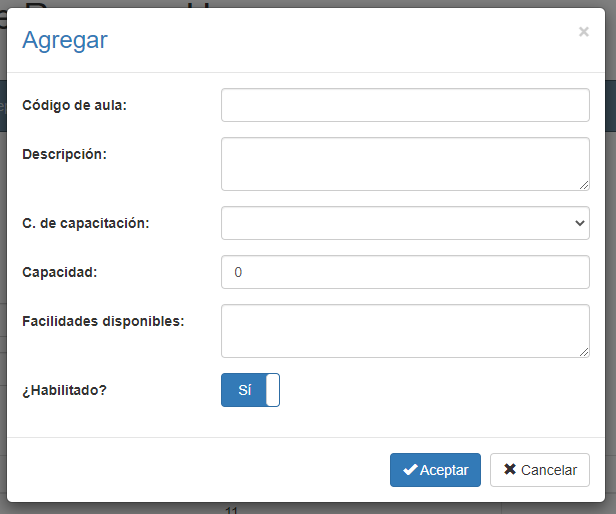 Agregar
×
Código de aula:
Descripción:
C. de capacitación:
Capacidad:
0
Facilidades disponibles:
¿Habilitado?
Sí
Aceptar
Cancelar
11